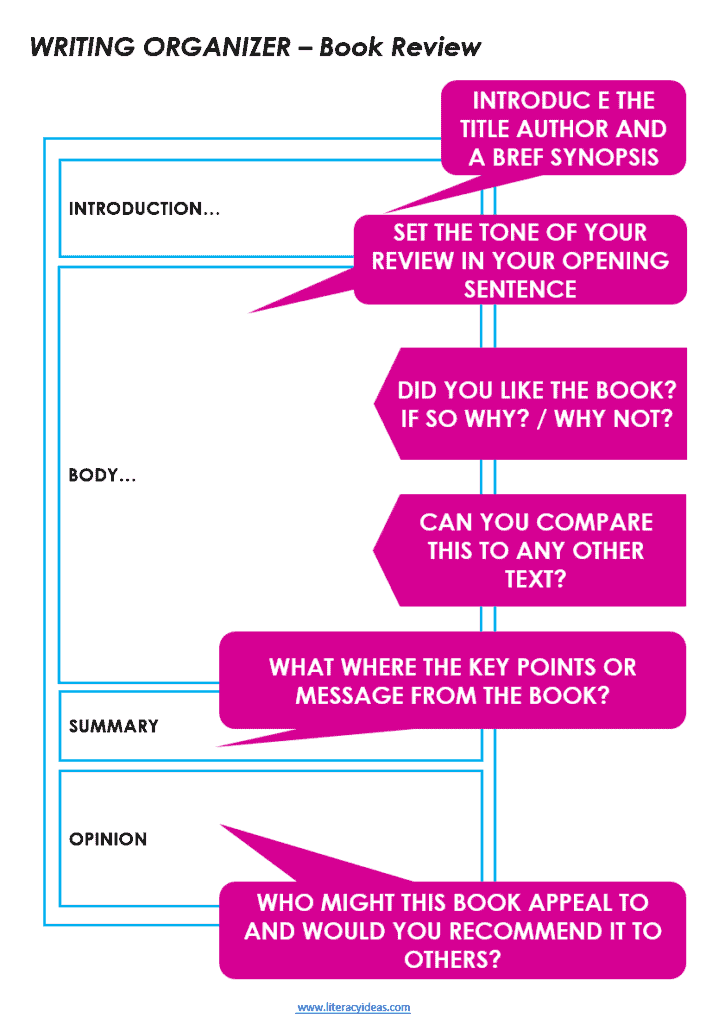 WRITING ORGANIZER – Book Review
INTRODUC E THE
TITLE AUTHOR AND
A BREF SYNOPSIS
INTRODUCTION...
SET THE TONE OF YOUR
REVIEW IN YOUR OPENING
SENTENCE
DID YOU LIKE THE BOOK?
IF SO WHY? / WHY NOT?
BODY...
CAN YOU COMPARE
THIS TO ANY OTHER
TEXT?
WHAT WHERE THE KEY POINTS OR
MESSAGE FROM THE BOOK?
SUMMARY
OPINION
WHO MIGHT THIS BOOK APPEAL TO
AND WOULD YOU RECOMMEND IT TO
OTHERS?
www.literacyideas.com